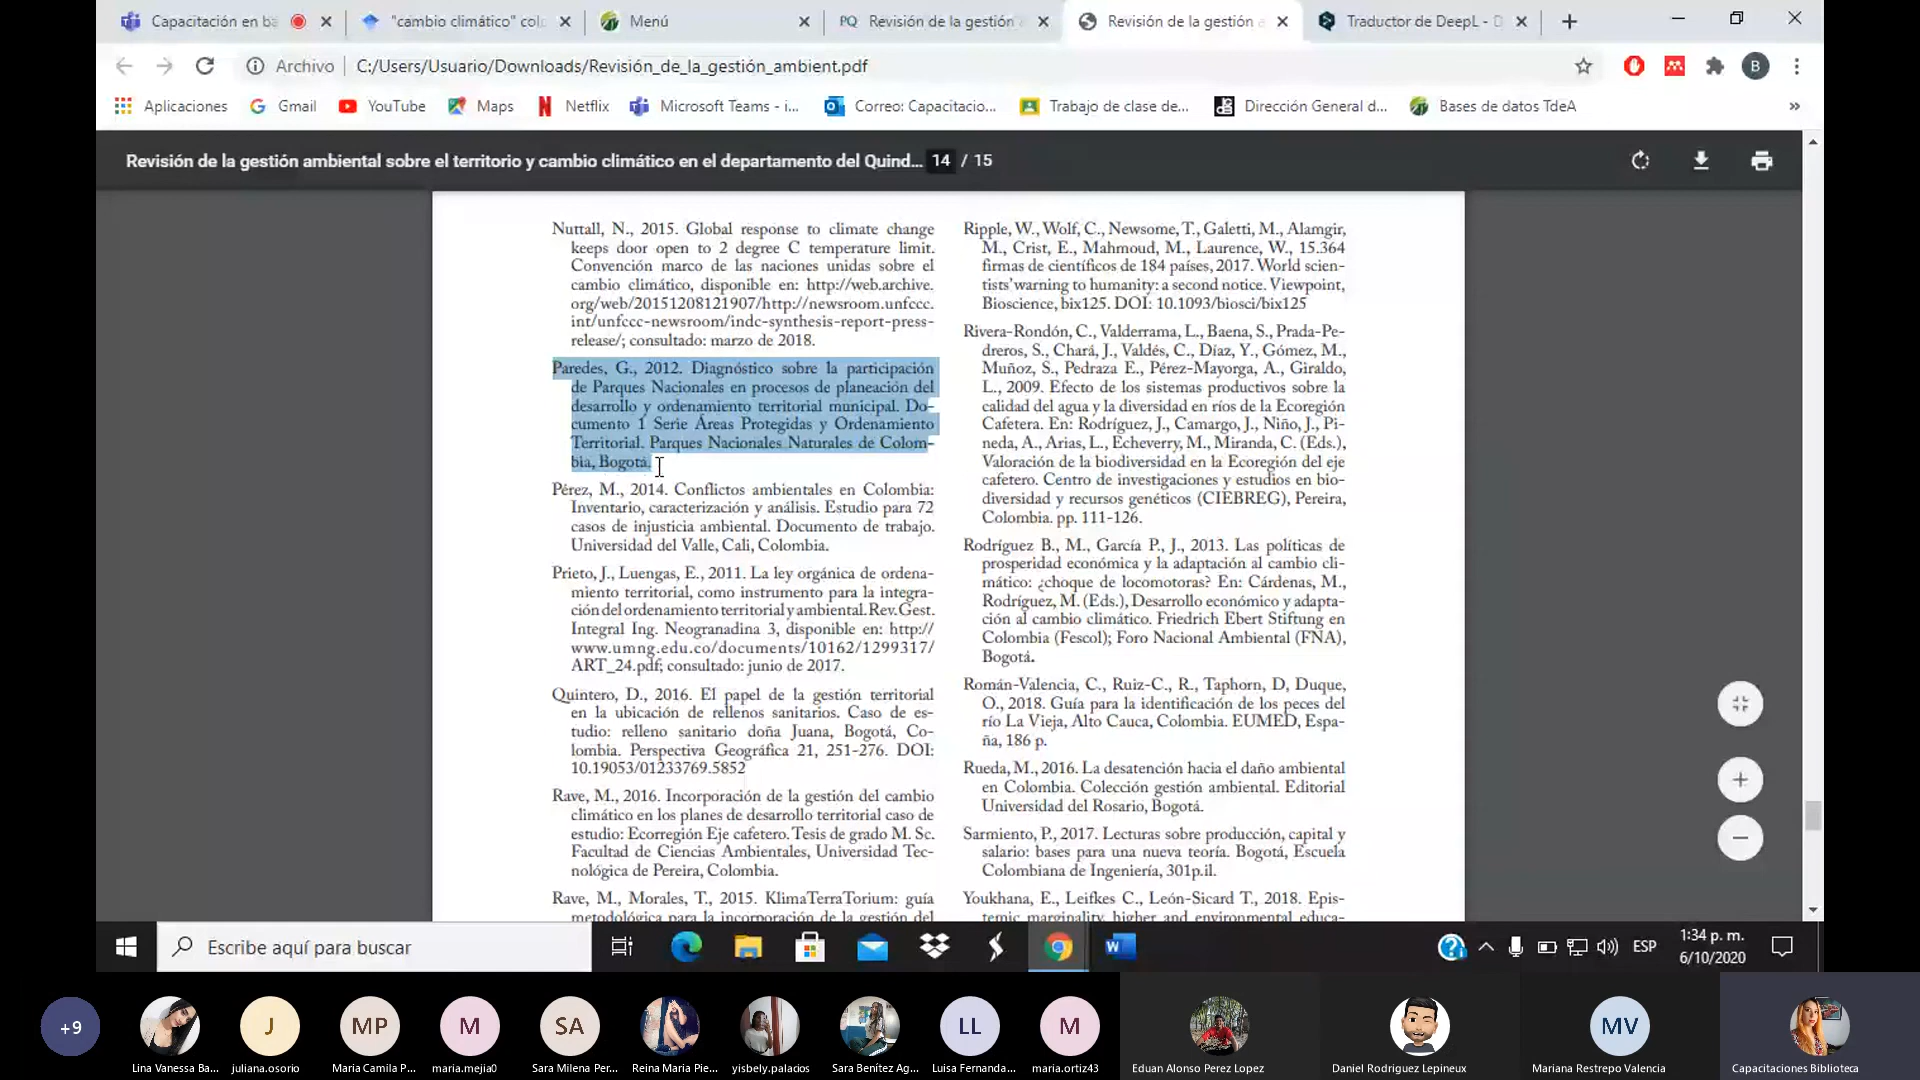 Capacitación en ba
"cambio climático" col
Menú
PQ Revisión de la gestión a
Revisión de la gestión a
Traductor de DeepL - D
Archivo
C:/Users/Usuario/Downloads/Revisión_de_la_gestión_ambient.pdf
B
Aplicaciones
Gmail
YouTube
Maps
Netflix
Microsoft Teams - i...
Correo: Capacitacio...
Trabajo de clase de...
Dirección General d...
Bases de datos TdeA
»
Revisión de la gestión ambiental sobre el territorio y cambio climático en el departamento del Quind...
14 / 15
Nuttall, N., 2015. Global response to climate change
keeps door open to 2 degree C temperature limit.
Convención marco de las naciones unidas sobre el
cambio climático, disponible en: http://web.archive.
org/web/20151208121907/http://newsroom.unfccc.
int/unfccc-newsroom/indc-synthesis-report-press-
release/; consultado: marzo de 2018.
Paredes, G., 2012. Diagnóstico sobre la participación
de Parques Nacionales en procesos de planeación del
desarrollo y ordenamiento territorial municipal. Do-
cumento 1 Serie Áreas Protegidas y Ordenamiento
Territorial. Parques Nacionales Naturales de Colom-
bia, Bogotá.
Pérez, M., 2014. Conflictos ambientales en Colombia:
Inventario, caracterización y análisis. Estudio para 72
casos de injusticia ambiental. Documento de trabajo.
Universidad del Valle, Cali, Colombia.
Prieto, J., Luengas, E., 2011. La ley orgánica de ordena-
miento territorial, como instrumento para la integra-
ción del ordenamiento territorial y ambiental. Rev. Gest.
Integral Ing. Neogranadina 3, disponible en: http://
www.umng.edu.co/documents/10162/1299317/
ART_24.pdf; consultado: junio de 2017.
Quintero, D., 2016. El papel de la gestión territorial
en la ubicación de rellenos sanitarios. Caso de es-
tudio: relleno sanitario doña Juana, Bogotá, Co-
lombia. Perspectiva Geográfica 21, 251-276. DOI:
10.19053/01233769.5852
Rave, M., 2016. Incorporación de la gestión del cambio
climático en los planes de desarrollo territorial caso de
estudio: Ecorregión Eje cafetero. Tesis de grado M. Sc.
Facultad de Ciencias Ambientales, Universidad Tec-
nológica de Pereira, Colombia.
Rave, M., Morales, T., 2015. KlimaTerraTorium: guía
metodológica para la incorporación de la gestión del
Ripple, W., Wolf, C., Newsome, T., Galetti, M., Alamgir,
M., Crist, E., Mahmoud, M., Laurence, W., 15.364
firmas de científicos de 184 países, 2017. World scien-
tists'warning to humanity: a second notice. Viewpoint,
Bioscience, bix125. DOI: 10.1093/biosci/bix125
Rivera-Rondón, C., Valderrama, L., Baena, S., Prada-Pe-
dreros, S., Chará, J., Valdés, C., Díaz, Y., Gómez, M.,
Muñoz, S., Pedraza E., Pérez-Mayorga, A., Giraldo,
L., 2009. Efecto de los sistemas productivos sobre la
calidad del agua y la diversidad en ríos de la Ecoregión
Cafetera. En: Rodríguez, J., Camargo, J., Niño, J., Pi-
neda, A., Arias, L., Echeverry, M., Miranda, C. (Eds.),
Valoración de la biodiversidad en la Ecoregión del eje
cafetero. Centro de investigaciones y estudios en bio-
diversidad y recursos genéticos (CIEBREG), Pereira,
Colombia. pp. 111-126.
Rodríguez B., M., García P., J., 2013. Las políticas de
prosperidad económica y la adaptación al cambio cli-
mático: ¿choque de locomotoras? En: Cárdenas, M.,
Rodríguez, M. (Eds.), Desarrollo económico y adapta-
ción al cambio climático. Friedrich Ebert Stiftung en
Colombia (Fescol); Foro Nacional Ambiental (FNA),
Bogotá.
Román-Valencia, C., Ruiz-C., R., Taphorn, D, Duque,
O., 2018. Guía para la identificación de los peces del
río La Vieja, Alto Cauca, Colombia. EUMED, Espa-
ña, 186 p.
Rueda, M., 2016. La desatención hacia el daño ambiental
en Colombia. Colección gestión ambiental. Editorial
Universidad del Rosario, Bogotá.
Sarmiento, P., 2017. Lecturas sobre producción, capital y
salario: bases para una nueva teoría. Bogotá, Escuela
Colombiana de Ingeniería, 301p.il.
Youkhana, E., Leifkes C., León-Sicard T., 2018. Epis-
temic marginality, higher and environmental educa-
Escribe aquí para buscar
ESP
1:34 p. m.
6/10/2020
+9
J
MP
M
SA
LL
M
MV
Lina Vanessa Ba...
juliana.osorio
Maria Camila P...
maria.mejia0
Sara Milena Per...
Reina Maria Pie...
yisbely.palacios
Sara Benítez Ag...
Luisa Fernanda...
maria.ortiz43
Eduan Alonso Perez Lopez
Daniel Rodriguez Lepineux
Mariana Restrepo Valencia
Capacitaciones Biblioteca